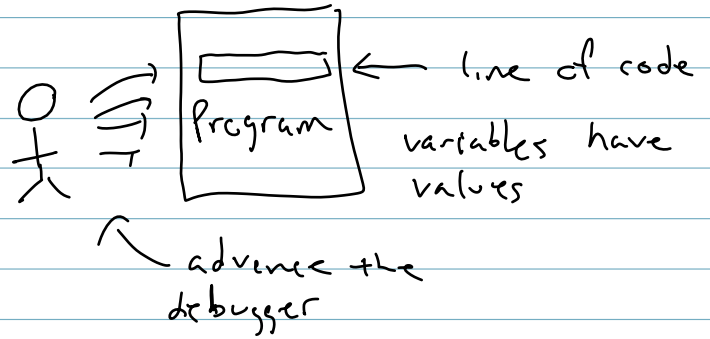 line of code
Program
variables have
values
advance the
debugger